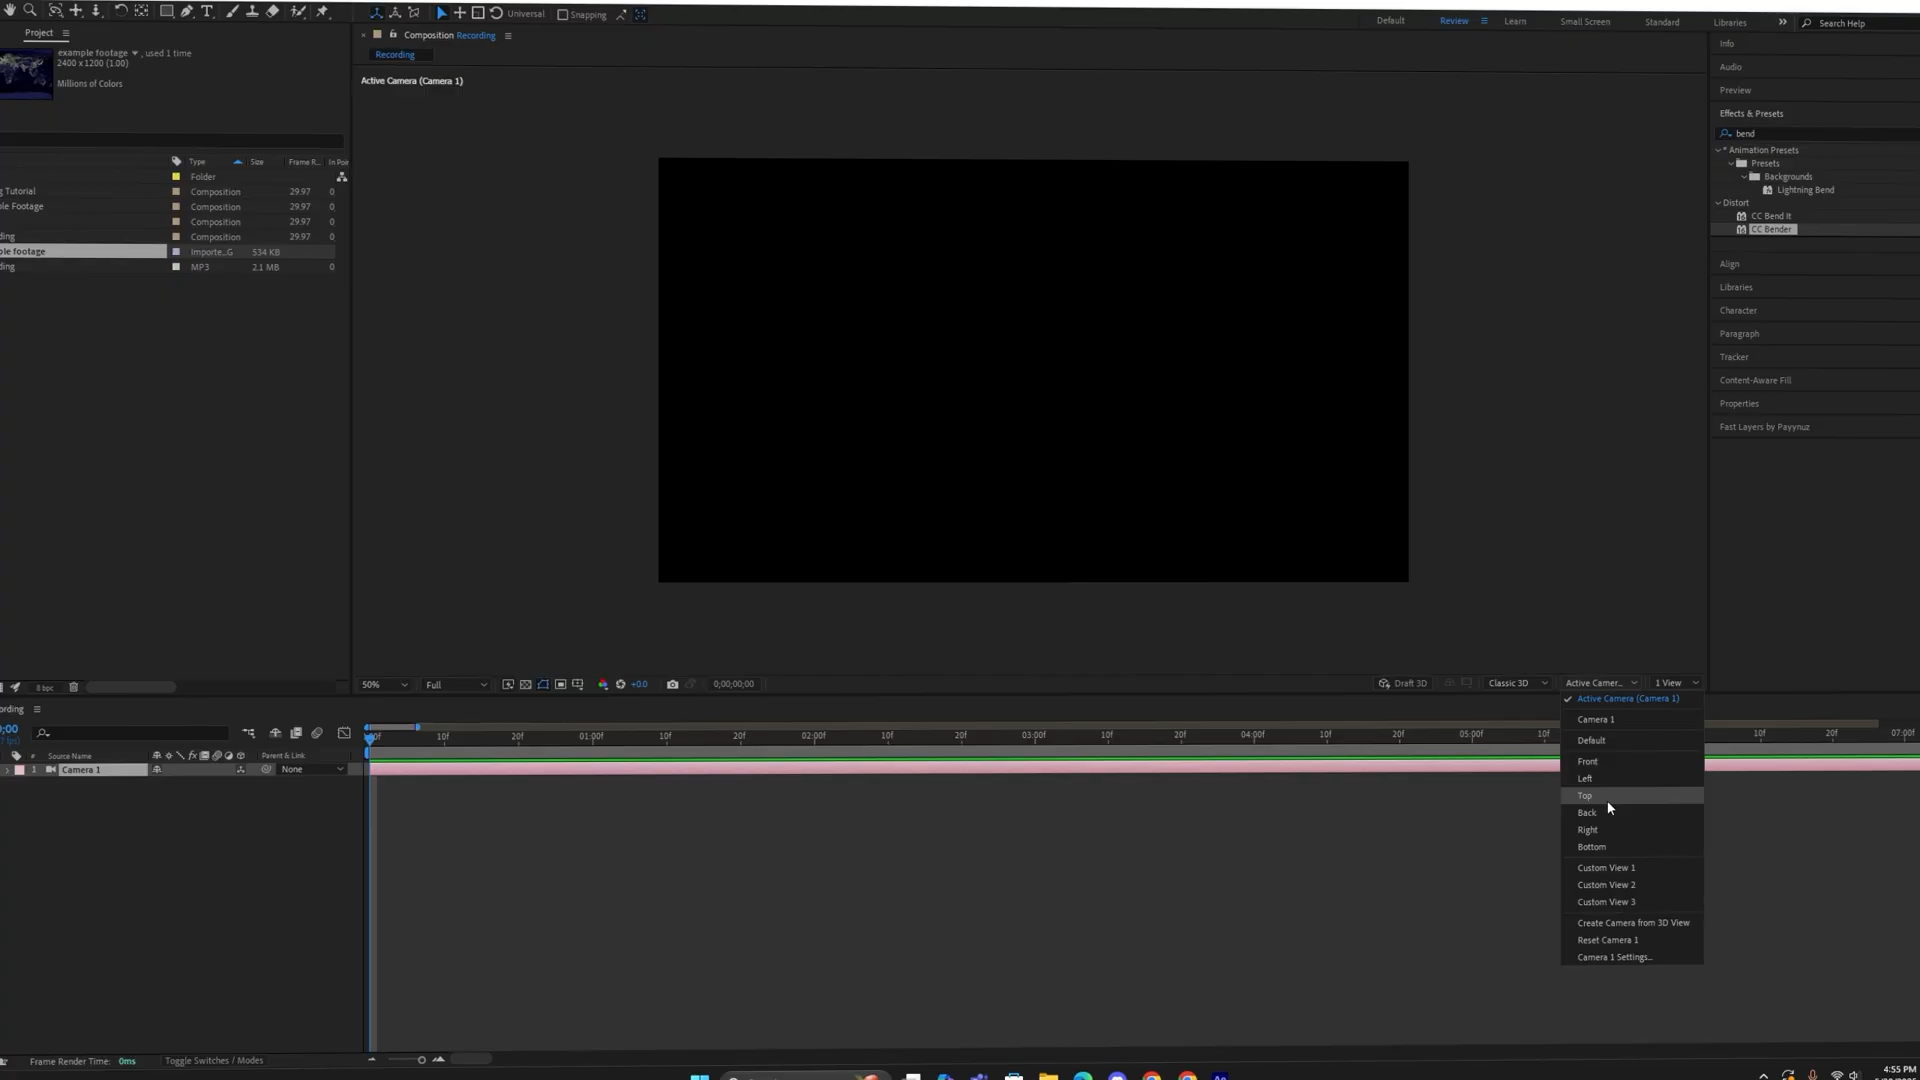 Universal
Snapping
Default
Review
Learn
Small Screen
Standard
Libraries
Search Help
Project
Composition Recording
Info
example footage , used 1 time
2400 x 1200 (1.00)
Recording
Audio
Millions of Colors
Active Camera (Camera 1)
Preview
Effects & Presets
bend
* Animation Presets
Presets
Backgrounds
Lightning Bend
Distort
CC Bend It
CC Bender
Type
Size
Frame R...
In Poin
Folder
g Tutorial
Composition
29.97
0
ple Footage
Composition
29.97
0
Composition
29.97
0
ding
Composition
29.97
0
ple footage
Importe...G
534 KB
ding
MP3
2.1 MB
0
Align
Libraries
Character
Paragraph
Tracker
Content-Aware Fill
Properties
Fast Layers by Payynuz
8 bpc
50%
Full
+0.0
0;00;00;00
Draft 3D
Classic 3D
Active Camer...
1 View
Active Camera (Camera 1)
Camera 1
Default
Front
Left
Top
Back
Right
Bottom
Custom View 1
Custom View 2
Custom View 3
Create Camera from 3D View
Reset Camera 1
Camera 1 Settings...
ording
0;00
10f
20f
01:00f
10f
20f
02:00f
10f
20f
03:00f
10f
20f
04:00f
10f
20f
05:00f
10f
10f
20f
07:00f
#
Source Name
Parent & Link
1
Camera 1
None
Frame Render Time: 0ms
Toggle Switches / Modes
4:55 PM